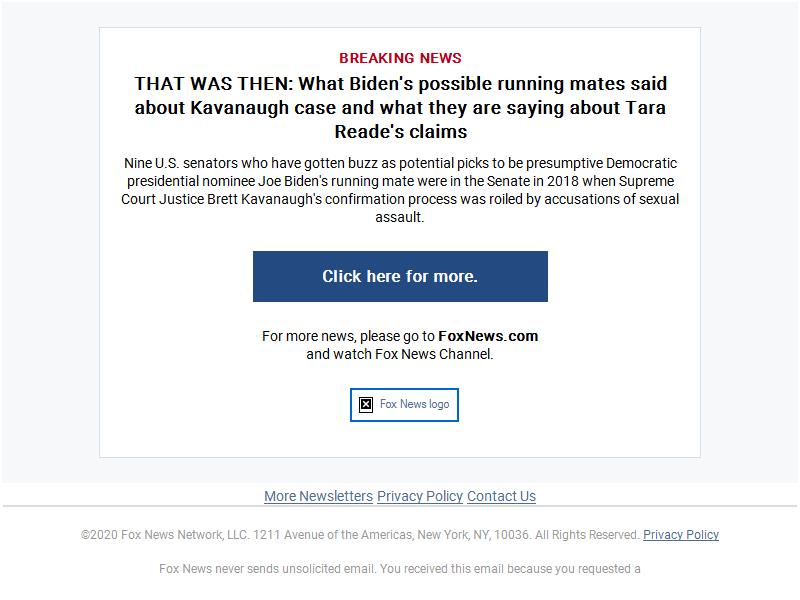 BREAKING NEWS
THAT WAS THEN: What Biden's possible running mates said
about Kavanaugh case and what they are saying about Tara
Reade's claims
Nine U.S. senators who have gotten buzz as potential picks to be presumptive Democratic
presidential nominee Joe Biden's running mate were in the Senate in 2018 when Supreme
Court Justice Brett Kavanaugh's confirmation process was roiled by accusations of sexual
assault.
Click here for more.
For more news, please go to FoxNews.com
and watch Fox News Channel.
Fox News logo
More Newsletters Privacy Policy Contact Us
©2020 Fox News Network, LLC. 1211 Avenue of the Americas, New York, NY, 10036. All Rights Reserved. Privacy Policy
Fox News never sends unsolicited email. You received this email because you requested a